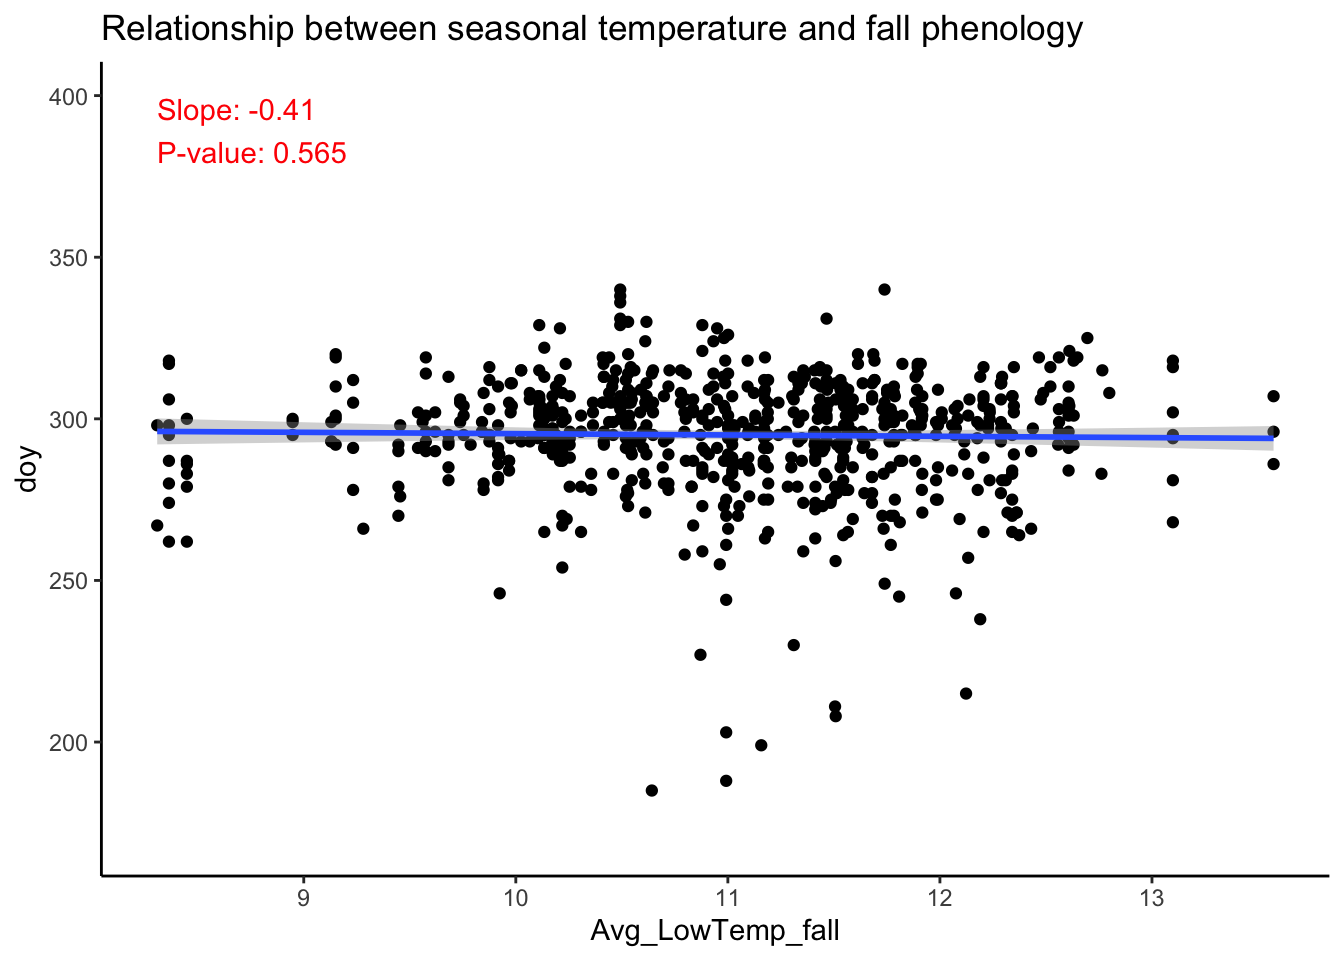 Relationship between seasonal temperature and fall phenology
400
Slope: -0.41
P-value: 0.565
350
300
doy
250
200
9 10 11 12 13
Avg_LowTemp_fall